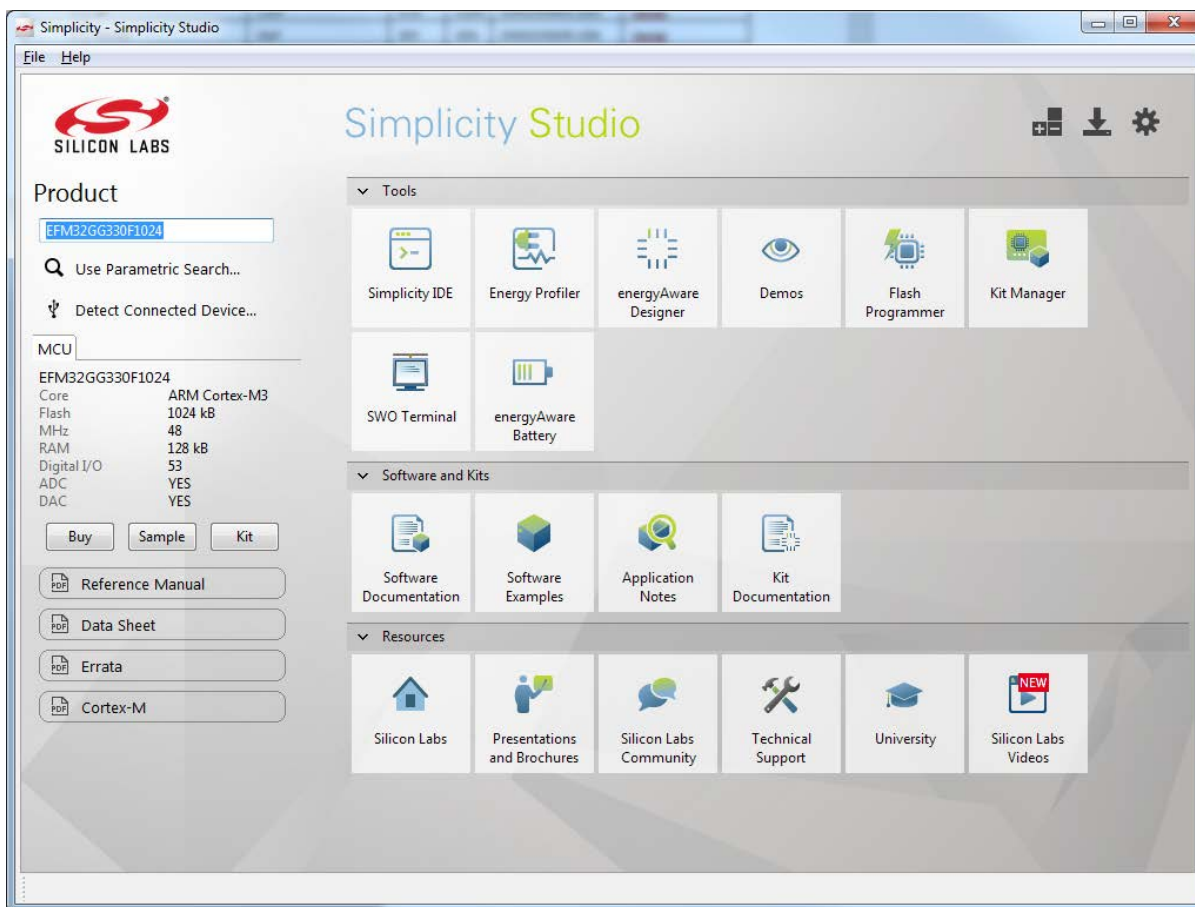 Simplicity - Simplicity Studio
File Help
SILICON LABS
Simplicity Studio
Product
EFM32GG330F1024
Use Parametric Search...
Detect Connected Device...
MCU
EFM32GG330F1024
Core ARM Cortex-M3
Flash 1024 kB
MHz 48
RAM 128 kB
Digital I/O 53
ADC YES
DAC YES
Buy Sample Kit
PDF Reference Manual
PDF Data Sheet
PDF Errata
PDF Cortex-M
Tools
Simplicity IDE
Energy Profiler
energyAware
Designer
Demos
Flash
Programmer
Kit Manager
SWO Terminal
energyAware
Battery
Software and Kits
Software
Documentation
Software
Examples
Application
Notes
Kit
Documentation
Resources
Silicon Labs
Presentations
and Brochures
Silicon Labs
Community
Technical
Support
University
NEW
Silicon Labs
Videos